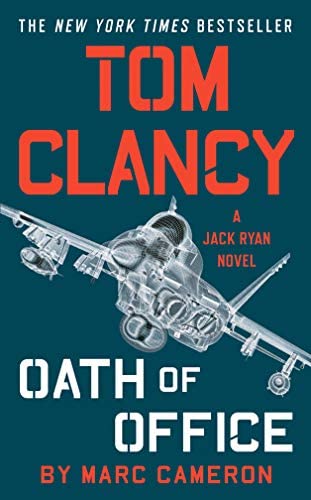 THE NEW YORK TIMES BESTSELLER
TOM
CLANCY
A
JACK RYAN
NOVEL
OATH OF
OFFICE
BY MARC CAMERON